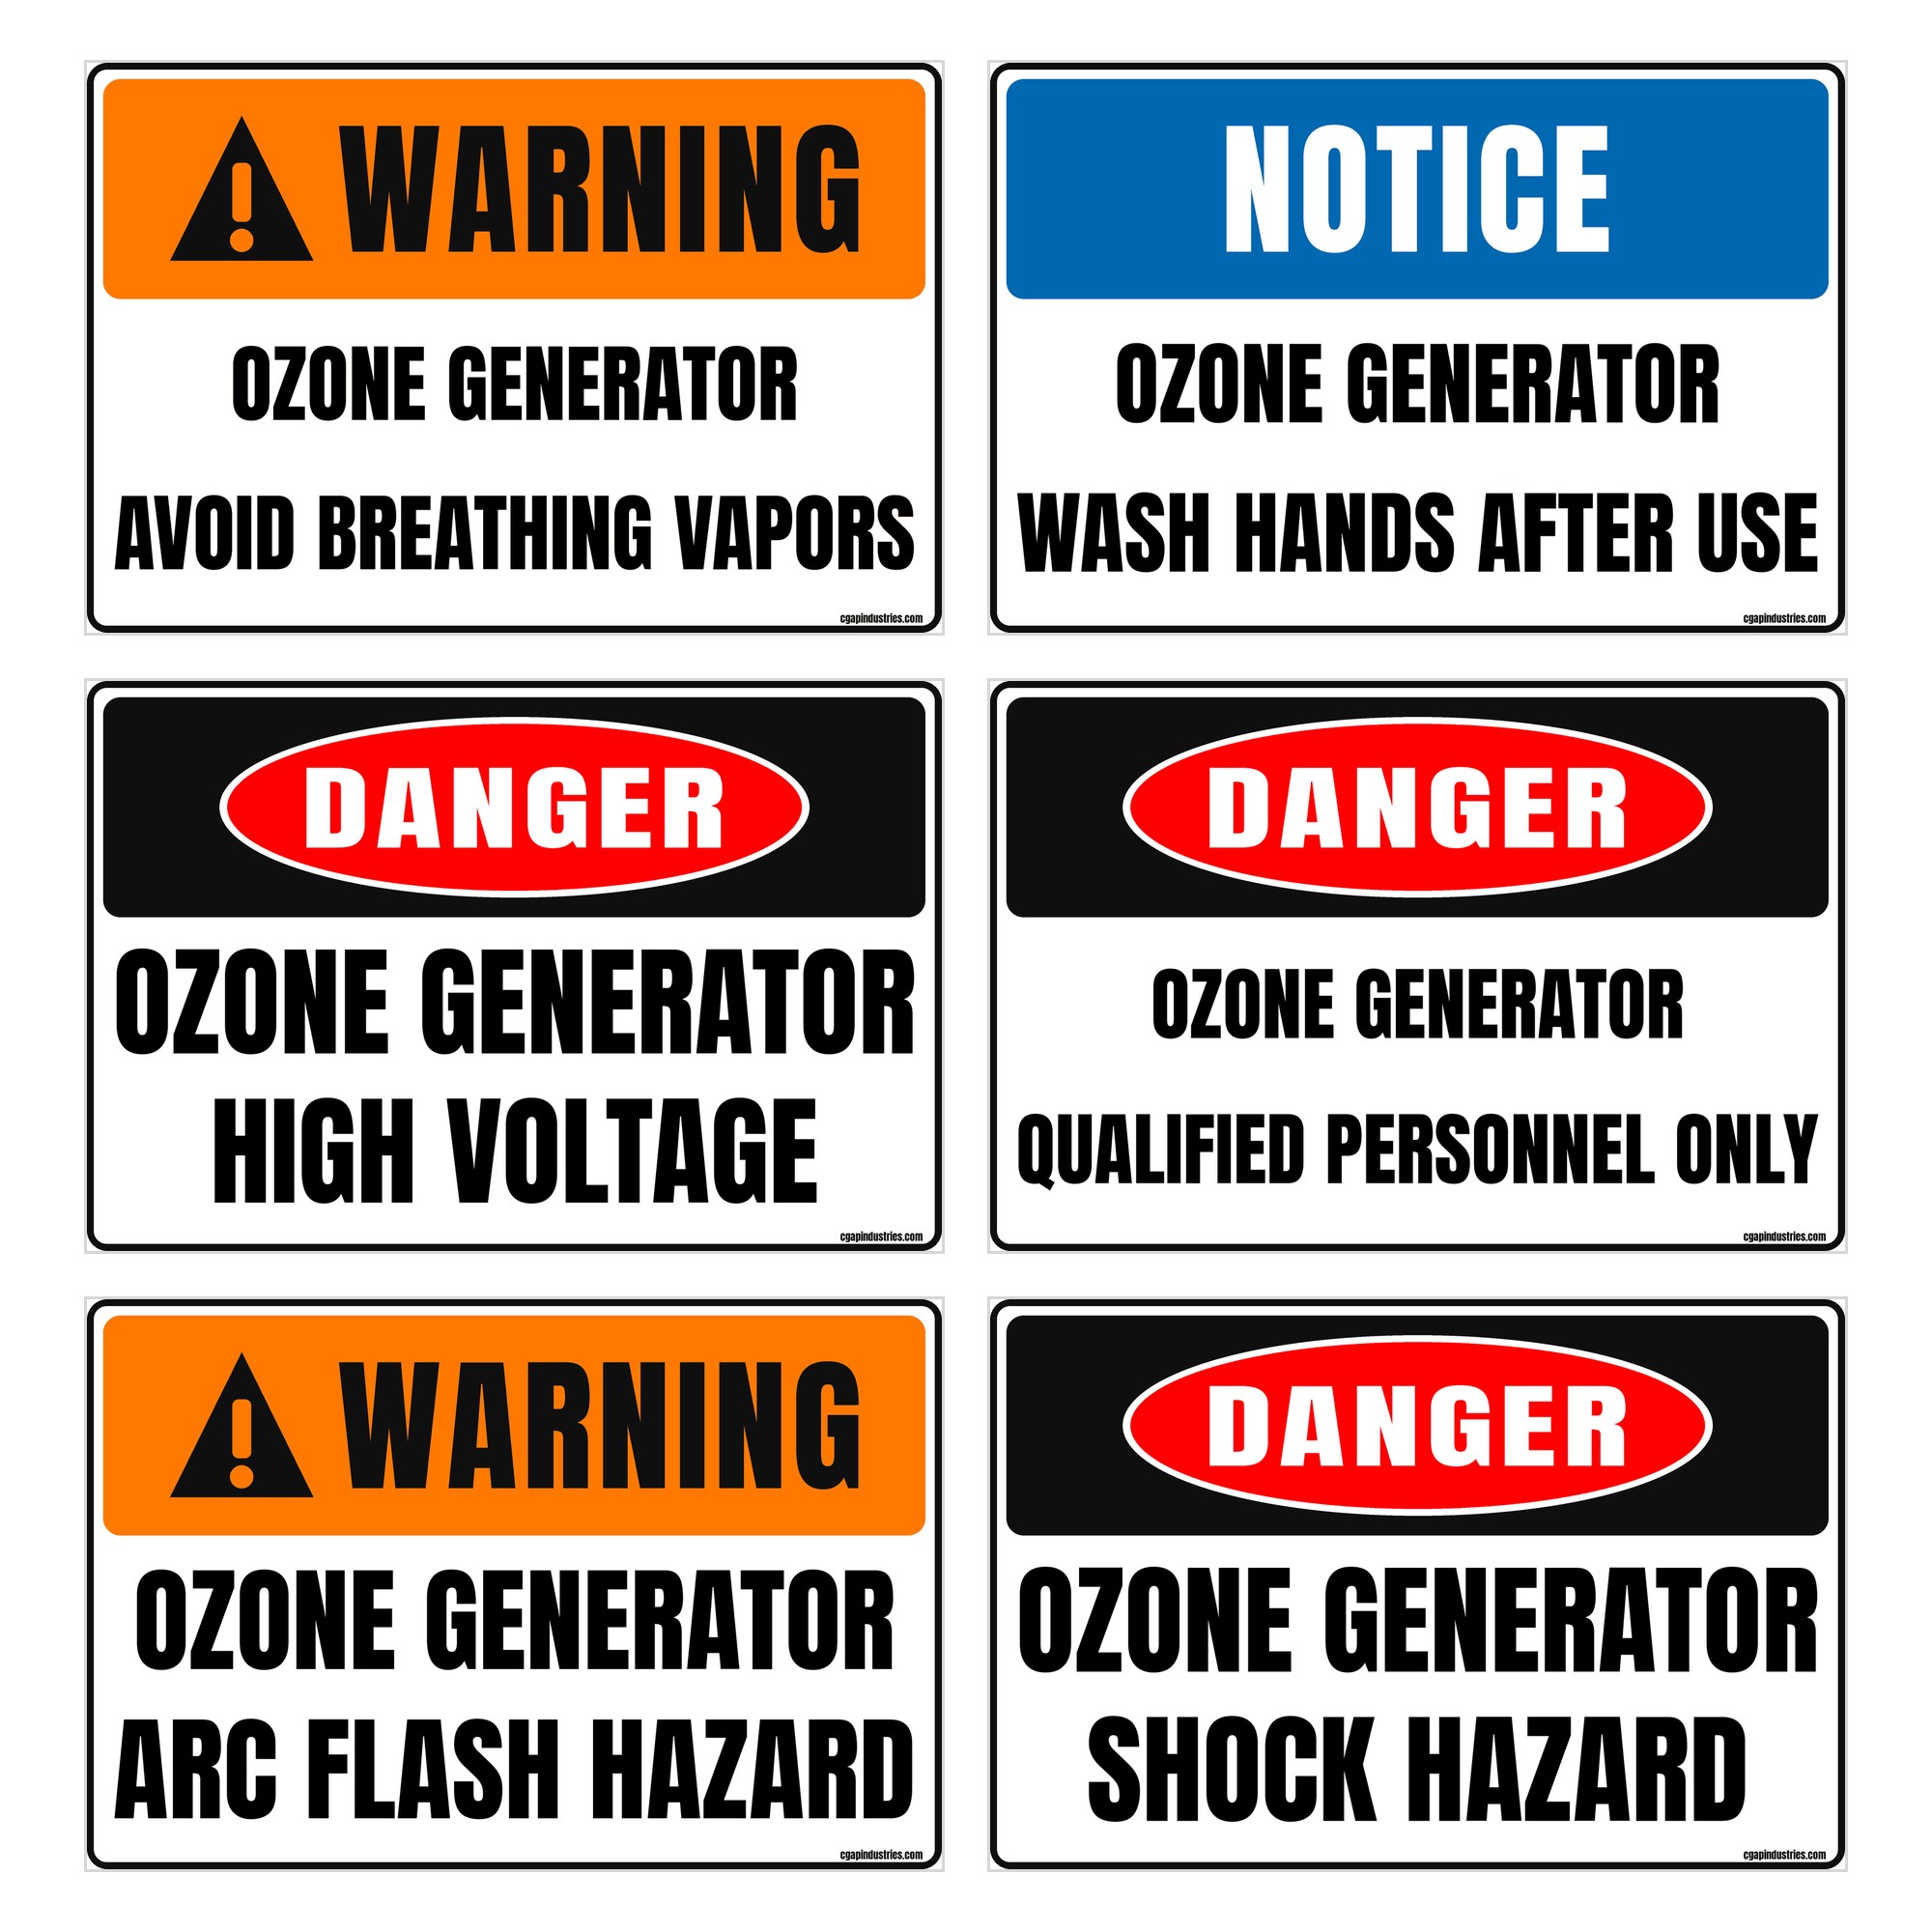 WARNING
OZONE GENERATOR
AVOID BREATHING VAPORS
cgapindustries.com
NOTICE
OZONE GENERATOR
WASH HANDS AFTER USE
cgapindustries.com
DANGER
OZONE GENERATOR
HIGH VOLTAGE
cgapindustries.com
DANGER
OZONE GENERATOR
QUALIFIED PERSONNEL ONLY
cgapindustries.com
WARNING
OZONE GENERATOR
ARC FLASH HAZARD
cgapindustries.com
DANGER
OZONE GENERATOR
SHOCK HAZARD
cgapindustries.com